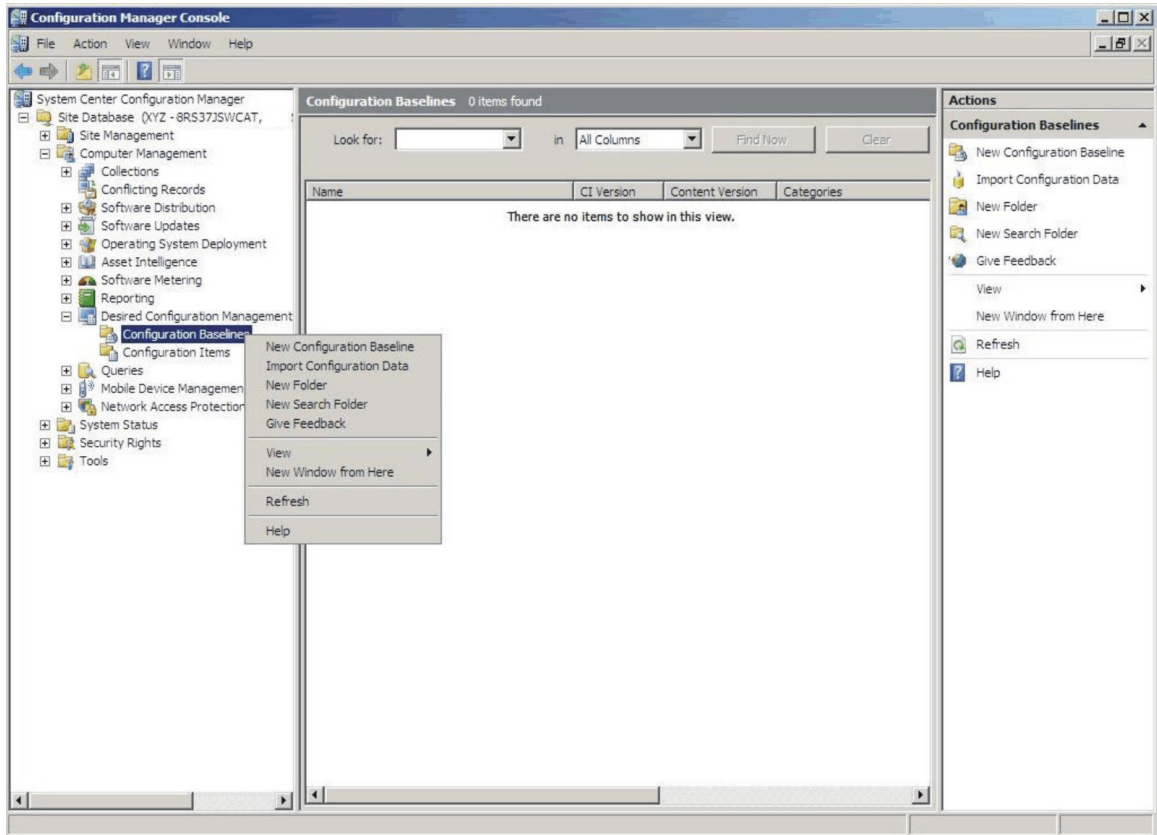 Configuration Manager Console
File Action View Window Help
System Center Configuration Manager
Site Database (XYZ - 8RS37JSWCAT,
Site Management
Computer Management
Collections
Conflicting Records
Software Distribution
Software Updates
Operating System Deployment
Asset Intelligence
Software Metering
Reporting
Desired Configuration Management
Configuration Baselines
Configuration Items
Queries
Mobile Device Managemen
Network Access Protection
System Status
Security Rights
Tools
New Configuration Baseline
Import Configuration Data
New Folder
New Search Folder
Give Feedback
View
New Window from Here
Refresh
Help
Configuration Baselines 0 items found
Look for: in All Columns Find Now Clear
Name CI Version Content Version Categories
There are no items to show in this view.
Actions
Configuration Baselines
New Configuration Baseline
Import Configuration Data
New Folder
New Search Folder
Give Feedback
View
New Window from Here
Refresh
Help